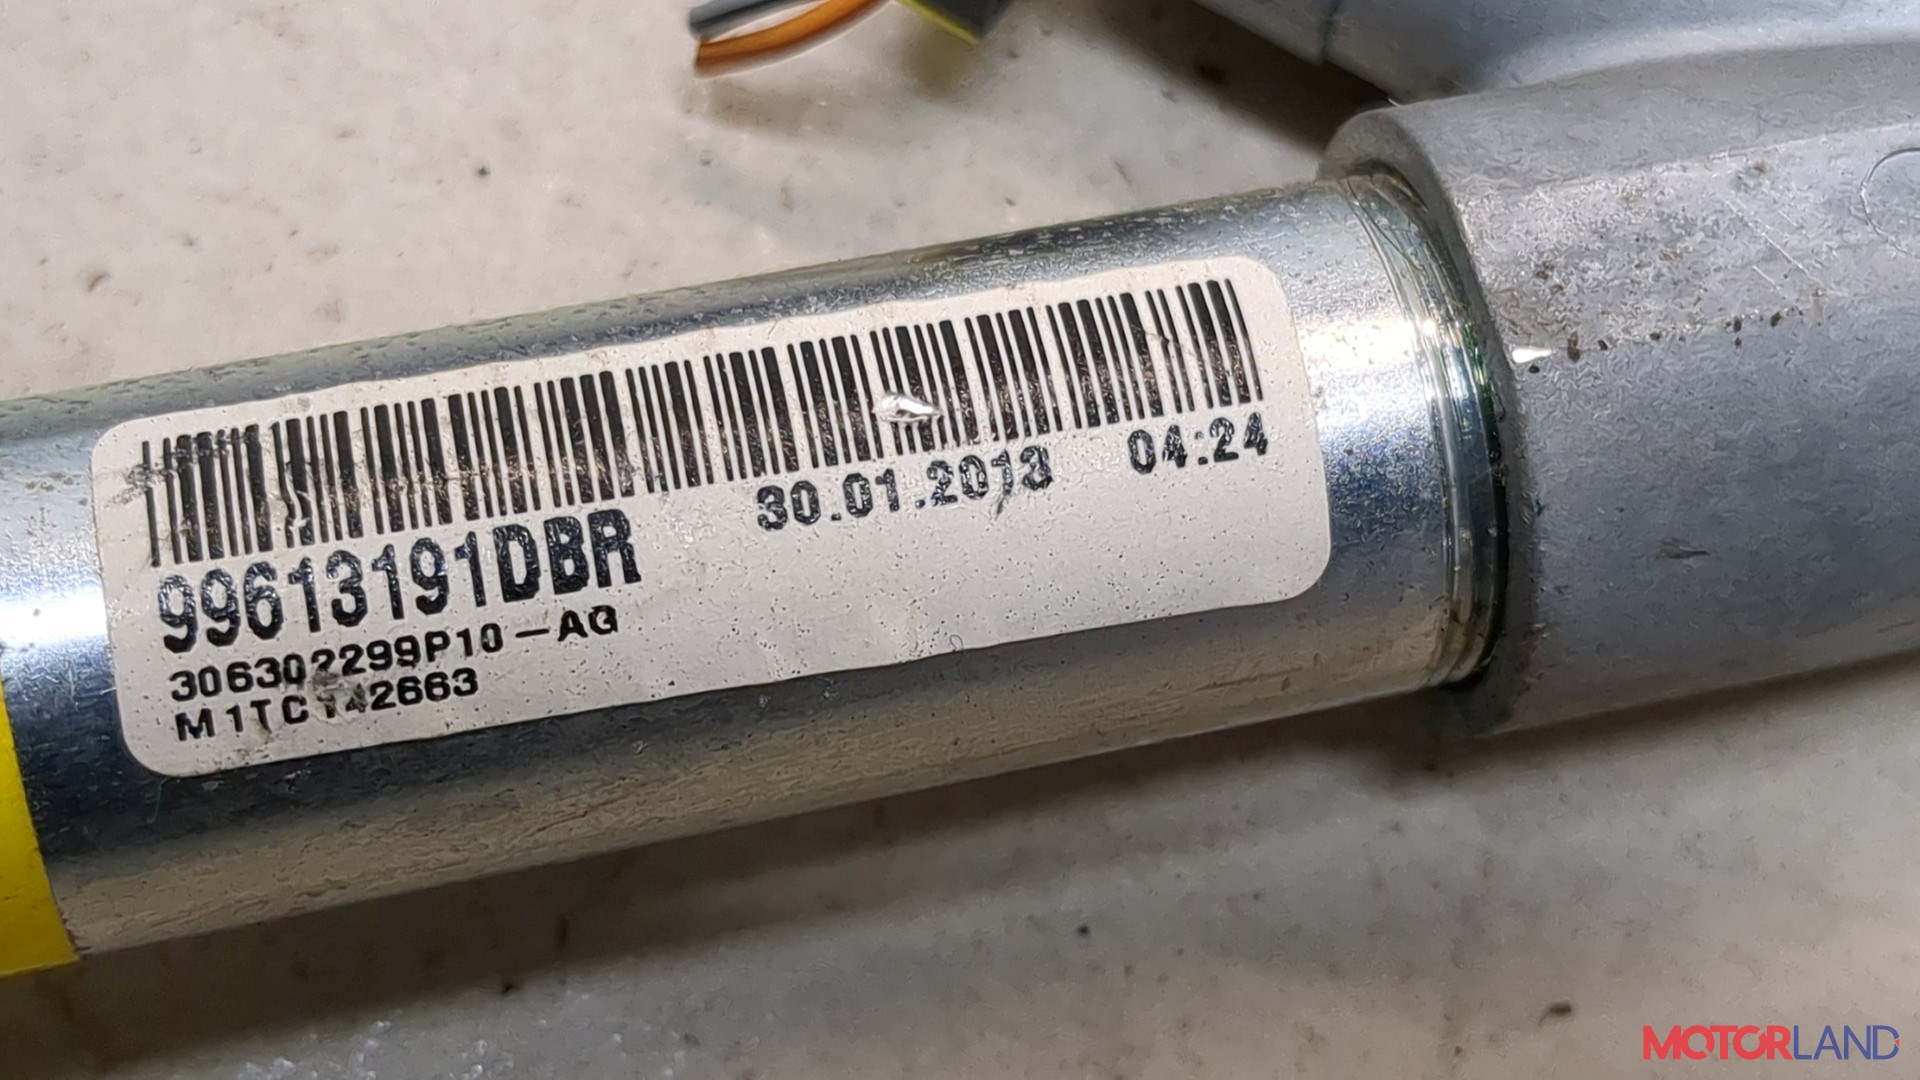 30.01.2013 04:24
99613191DBR
306302299P10-AG
M1TC142663
MOTORLAND